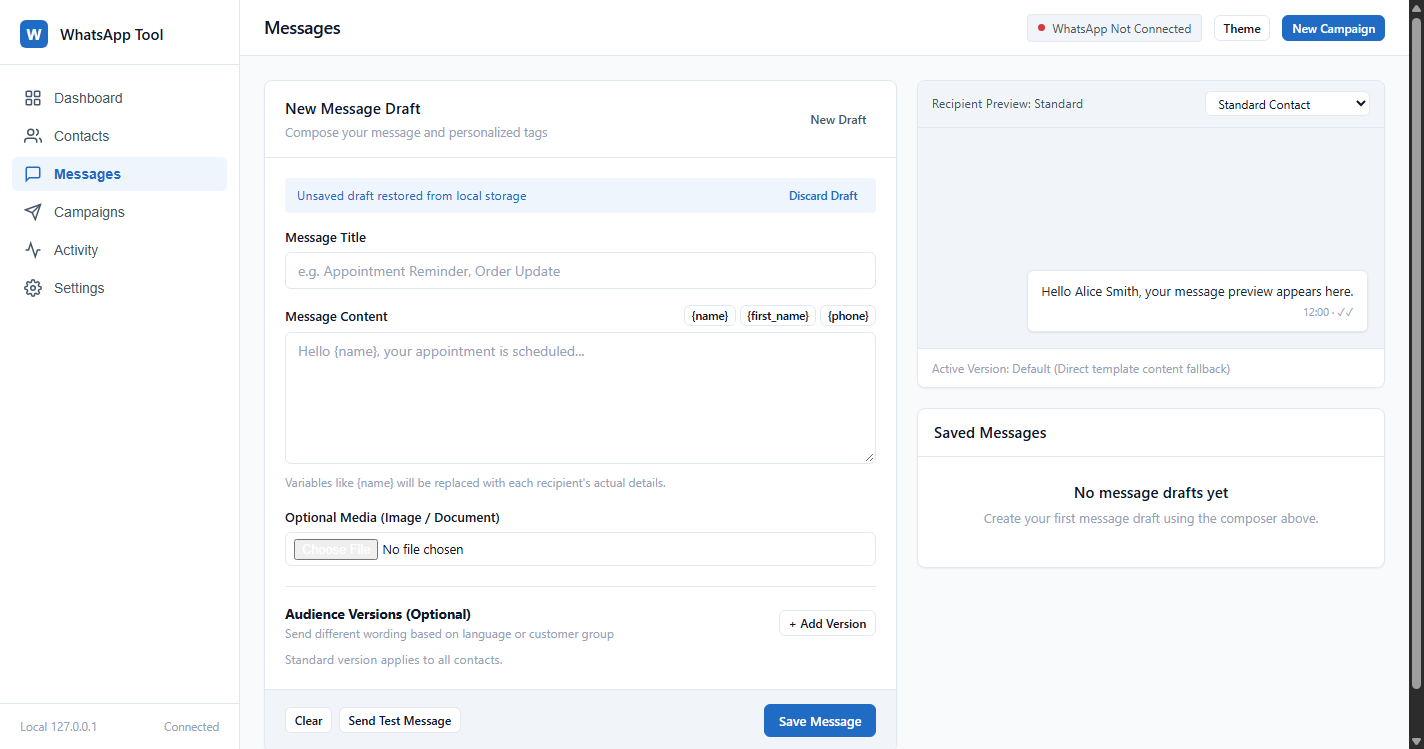 W WhatsApp Tool
Dashboard
Contacts
Messages
Campaigns
Activity
Settings
Local 127.0.0.1 Connected
Messages
WhatsApp Not Connected
Theme
New Campaign
New Message Draft
Compose your message and personalized tags
New Draft
Unsaved draft restored from local storage
Discard Draft
Message Title
e.g. Appointment Reminder, Order Update
Message Content
{name} {first_name} {phone}
Hello {name}, your appointment is scheduled...
Variables like {name} will be replaced with each recipient's actual details.
Optional Media (Image / Document)
Choose File No file chosen
Audience Versions (Optional)
Send different wording based on language or customer group
+ Add Version
Standard version applies to all contacts.
Clear
Send Test Message
Save Message
Recipient Preview: Standard
Standard Contact
Hello Alice Smith, your message preview appears here.
12:00 · ✓✓
Active Version: Default (Direct template content fallback)
Saved Messages
No message drafts yet
Create your first message draft using the composer above.